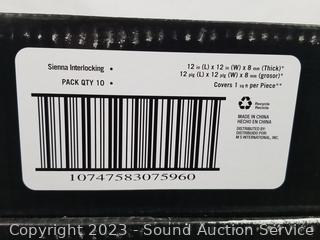 Sienna Interlocking •
PACK QTY 10 •
12 in (L) x 12 in (W) x 8 mm (Thick)*
12 plg (L) x 12 plg (W) x 8 mm (grosor)*
Covers 1 sq ft per Piece**
Recycle
Recicle
MADE IN CHINA
HECHO EN CHINA
DISTRIBUTED BY/
DISTRIBUIDO POR:
M S INTERNATIONAL, INC.
10747583075960
Copyright 2023 - Sound Auction Service